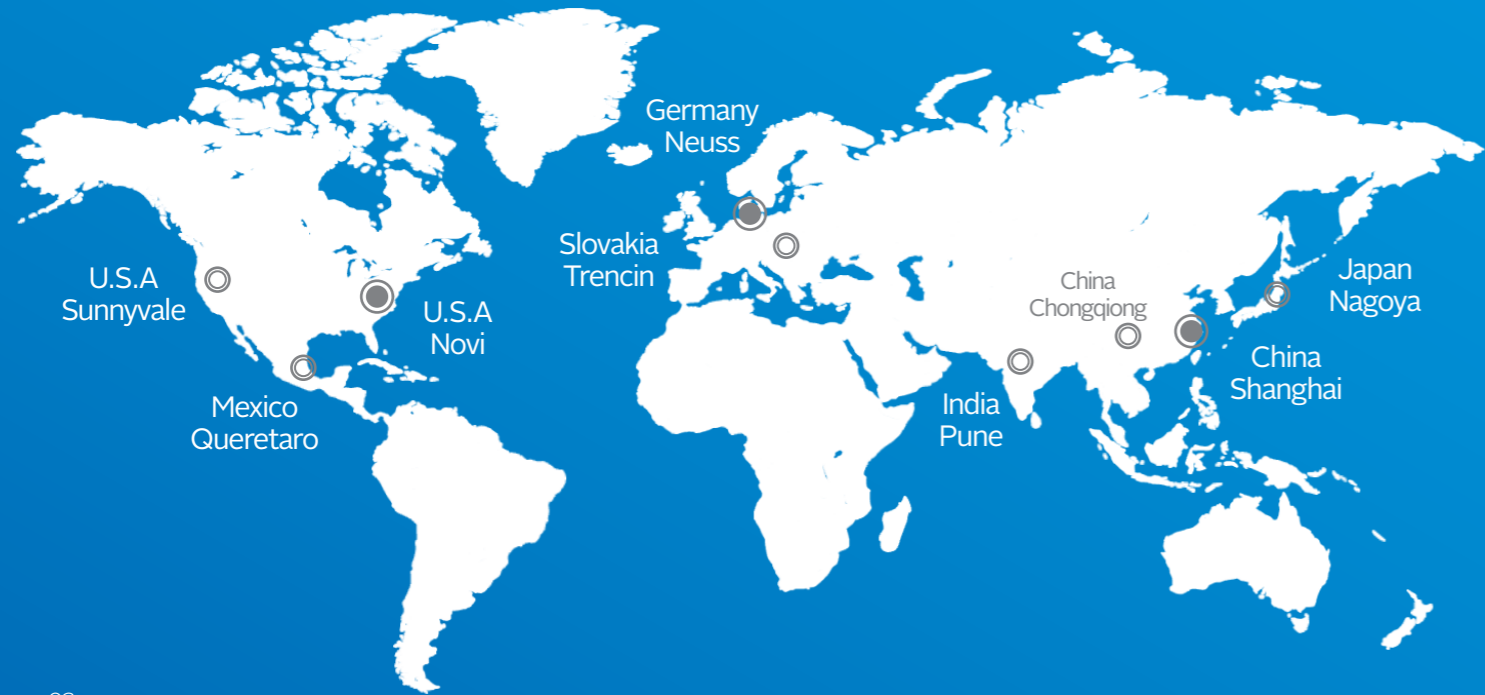 Germany
Neuss
Slovakia
Trencin
U.S.A
Sunnyvale
U.S.A
Novi
Mexico
Queretaro
China
Chongqiong
Japan
Nagoya
China
Shanghai
India
Pune